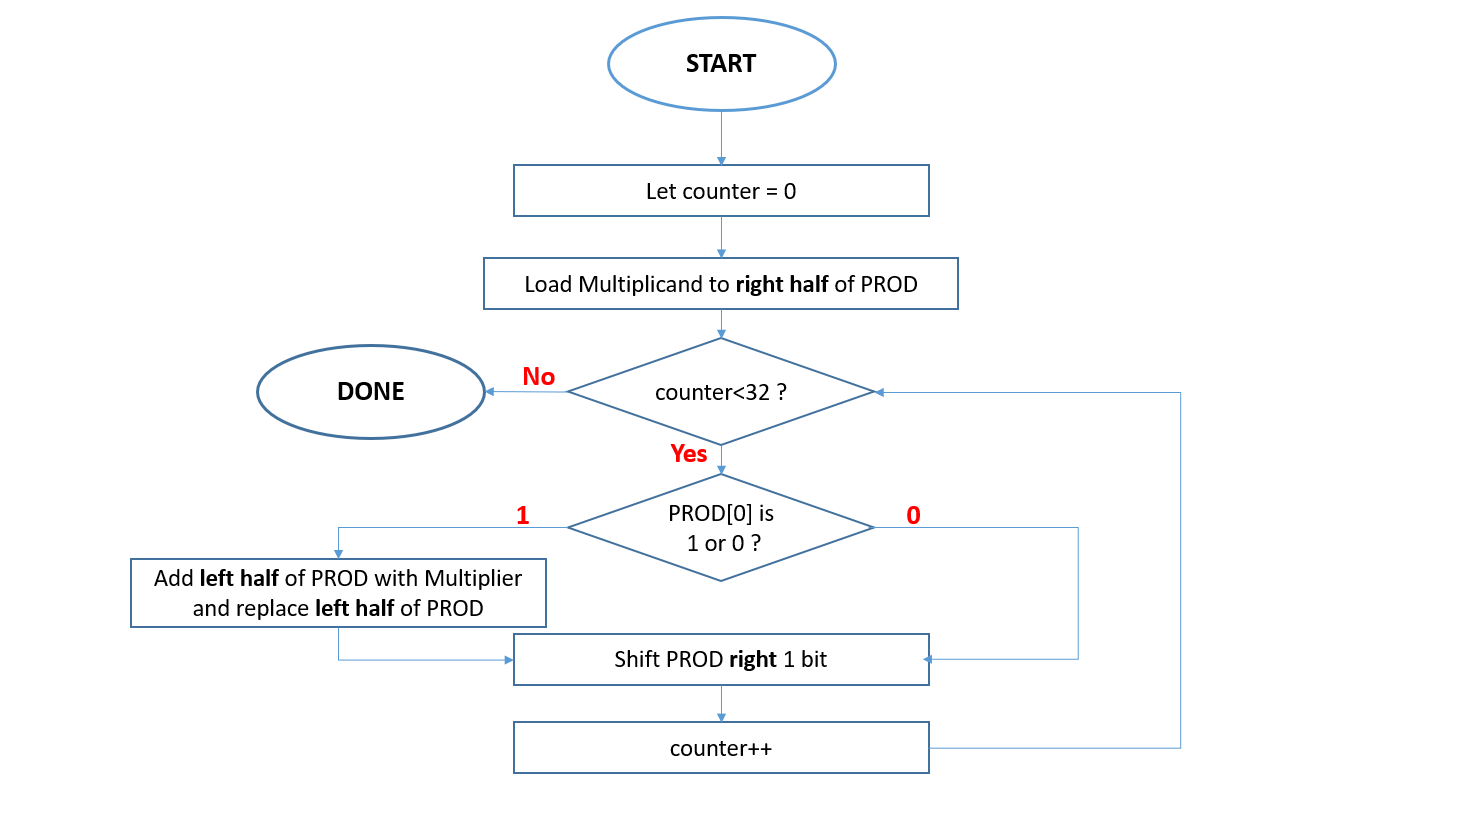 START
Let counter = 0
Load Multiplicand to right half of PROD
counter<32 ?
No
DONE
Yes
PROD[0] is
1 or 0 ?
1
0
Add left half of PROD with Multiplier
and replace left half of PROD
Shift PROD right 1 bit
counter++